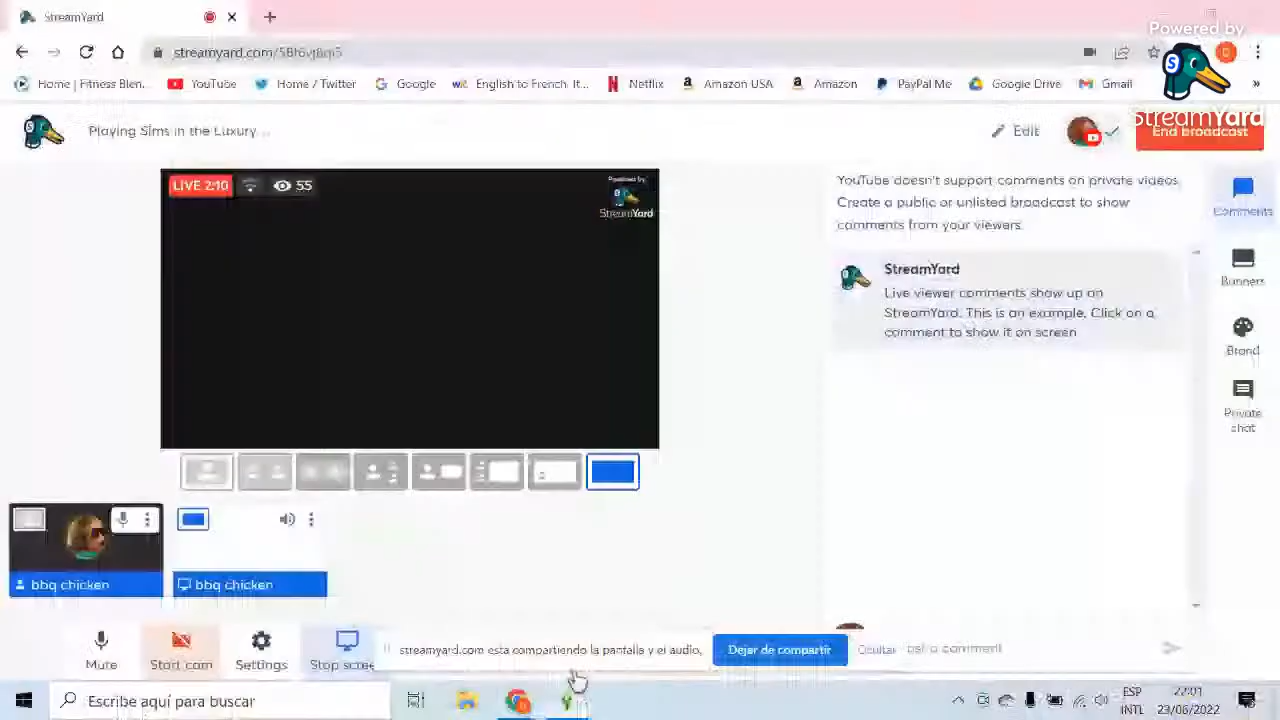 StreamYard
Powered by
StreamYard
streamyard.com/
Home | Fitness Blen...
YouTube
Home / Twitter
Google
English to French, It...
Netflix
Amazon USA
Amazon
PayPal Me
Google Drive
Gmail
»
Playing Sims in the Luxury ...
Edit
End broadcast
LIVE 2:10
55
Powered by
StreamYard
YouTube doesn't support comments on private videos.
Create a public or unlisted broadcast to show
comments from your viewers.
StreamYard
Live viewer comments show up on
StreamYard. This is an example. Click on a
comment to show it on screen
Comments
Banners
Brand
Private
chat
bbq chicken
bbq chicken
Mute
Start cam
Settings
Stop scree
streamyard.com está compartiendo la pantalla y el audio.
Dejar de compartir
Ocultar
a comment
Escribe aquí para buscar
ESP
INTL
22:01
23/06/2022